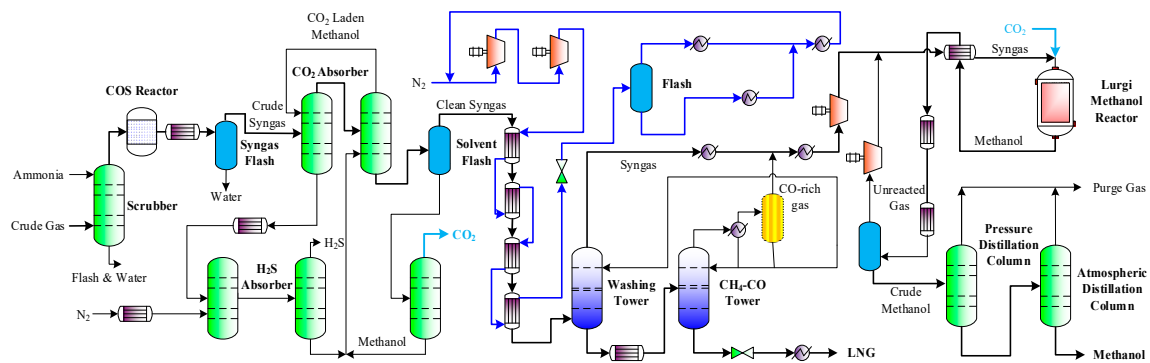 CO2 Laden
Methanol
CO2 Absorber
COS Reactor
Crude
Syngas
Syngas
Flash
Water
Ammonia
Scrubber
Crude Gas
Flash & Water
H2S
H2S
Absorber
N2
Methanol
CO2
Clean Syngas
Solvent
Flash
N2
Flash
Syngas
CO-rich
gas
Washing
Tower
CH4-CO
Tower
LNG
Unreacted
Gas
Crude
Methanol
CO2
Syngas
Lurgi
Methanol
Reactor
Methanol
Purge Gas
Pressure
Distillation
Column
Atmospheric
Distillation
Column
Methanol